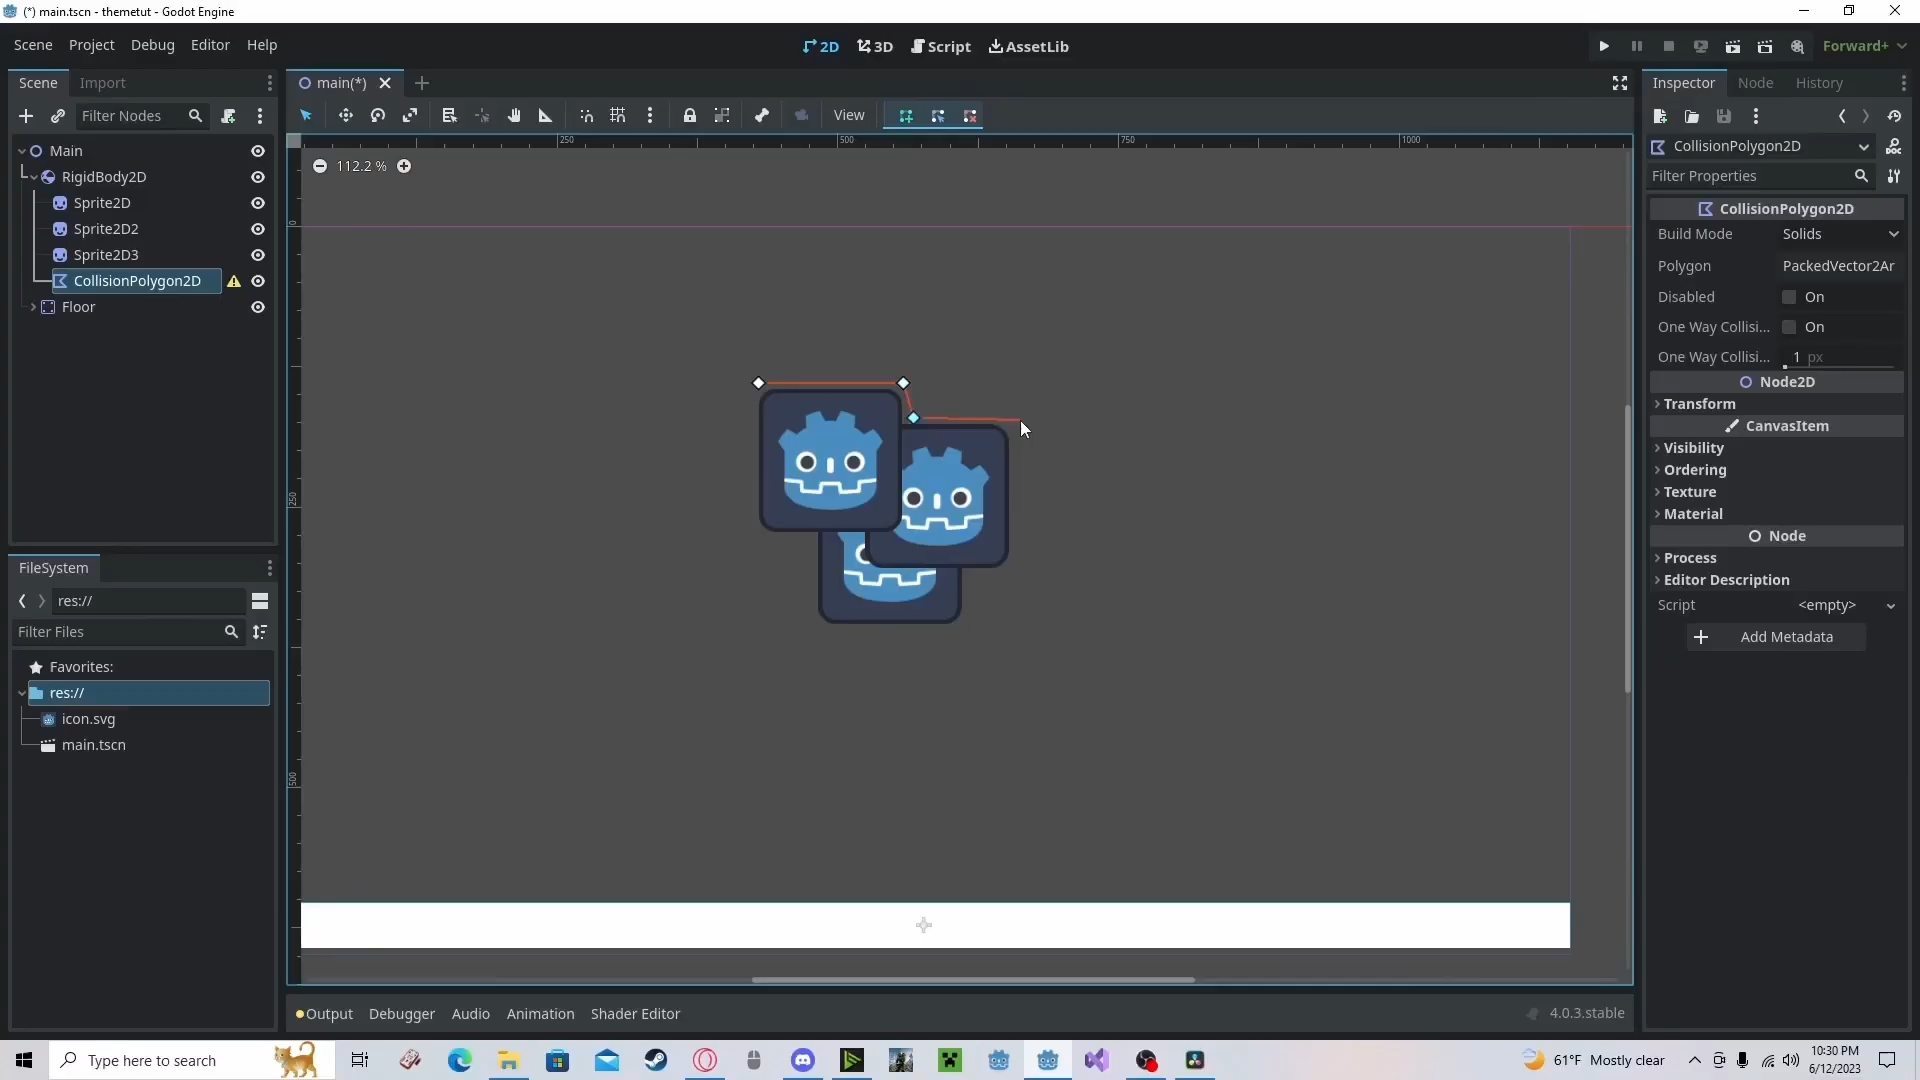 (*) main.tscn - themetut - Godot Engine
Scene Project Debug Editor Help
2D 3D Script AssetLib
Forward+
Scene Import
main(*)
Inspector Node History
Filter Nodes
View
250 500 750 1000
Main
CollisionPolygon2D
112.2 %
RigidBody2D
Filter Properties
Sprite2D
CollisionPolygon2D
0
Sprite2D2
Build Mode Solids
Sprite2D3
Polygon PackedVector2Ar
CollisionPolygon2D
Disabled On
Floor
One Way Collisi... On
One Way Collisi... 1 px
Node2D
Transform
CanvasItem
Visibility
Ordering
Texture
250
Material
Node
Process
FileSystem
Editor Description
res://
Script <empty>
Filter Files
Add Metadata
Favorites:
res://
icon.svg
main.tscn
500
Output Debugger Audio Animation Shader Editor
4.0.3.stable
Type here to search
61°F Mostly clear
10:30 PM
6/12/2023